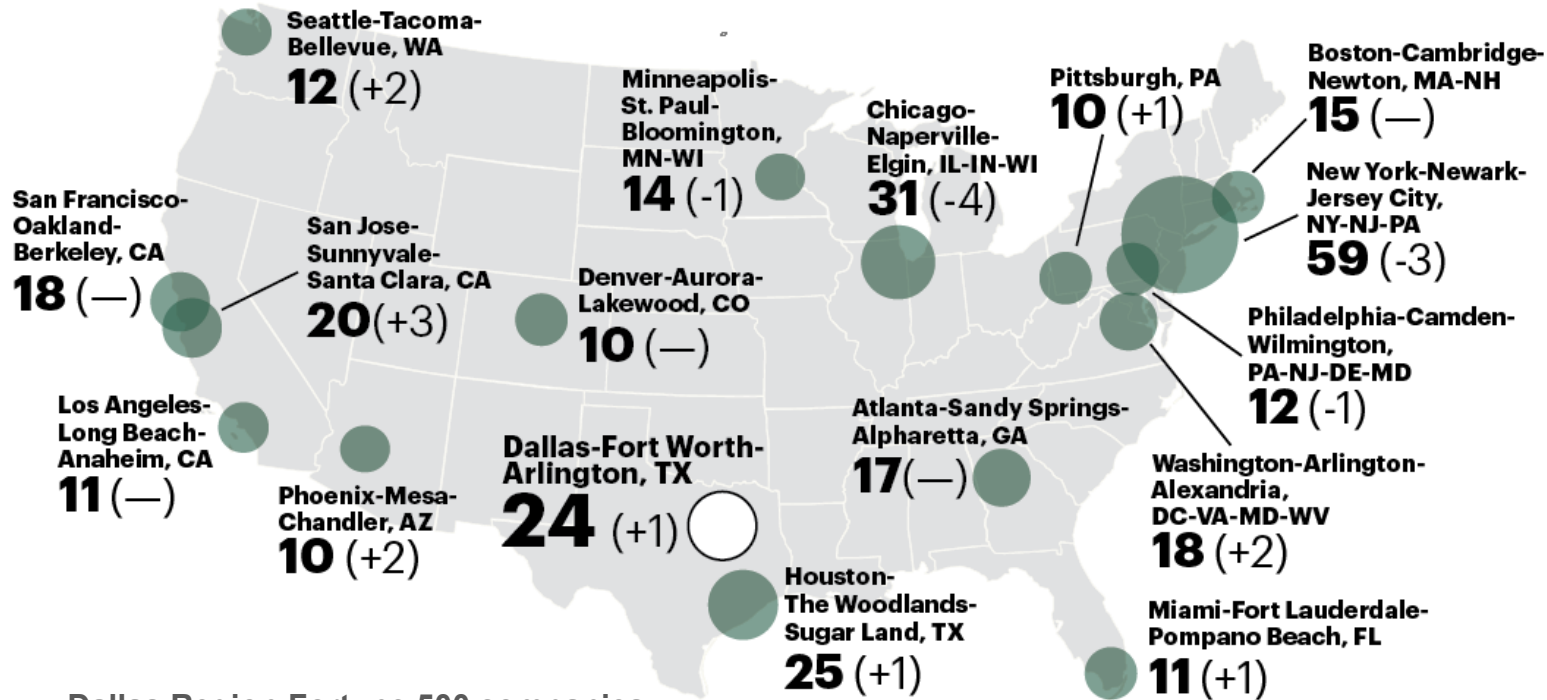 Seattle-Tacoma-
Bellevue, WA
12 (+2)
Minneapolis-
St. Paul-
Bloomington,
MN-WI
14 (-1)
Chicago-
Naperville-
Elgin, IL-IN-WI
31 (-4)
Pittsburgh, PA
10 (+1)
Boston-Cambridge-
Newton, MA-NH
15 (—)
New York-Newark-
Jersey City,
NY-NJ-PA
59 (-3)
San Francisco-
Oakland-
Berkeley, CA
18 (—)
San Jose-
Sunnyvale-
Santa Clara, CA
20(+3)
Denver-Aurora-
Lakewood, CO
10 (—)
Philadelphia-Camden-
Wilmington,
PA-NJ-DE-MD
12 (-1)
Los Angeles-
Long Beach-
Anaheim, CA
11 (—)
Phoenix-Mesa-
Chandler, AZ
10 (+2)
Dallas-Fort Worth-
Arlington, TX
24 (+1)
Atlanta-Sandy Springs-
Alpharetta, GA
17(—)
Washington-Arlington-
Alexandria,
DC-VA-MD-WV
18 (+2)
Houston-
The Woodlands-
Sugar Land, TX
25 (+1)
Miami-Fort Lauderdale-
Pompano Beach, FL
11 (+1)
Dallas Region Fortune 500 companies